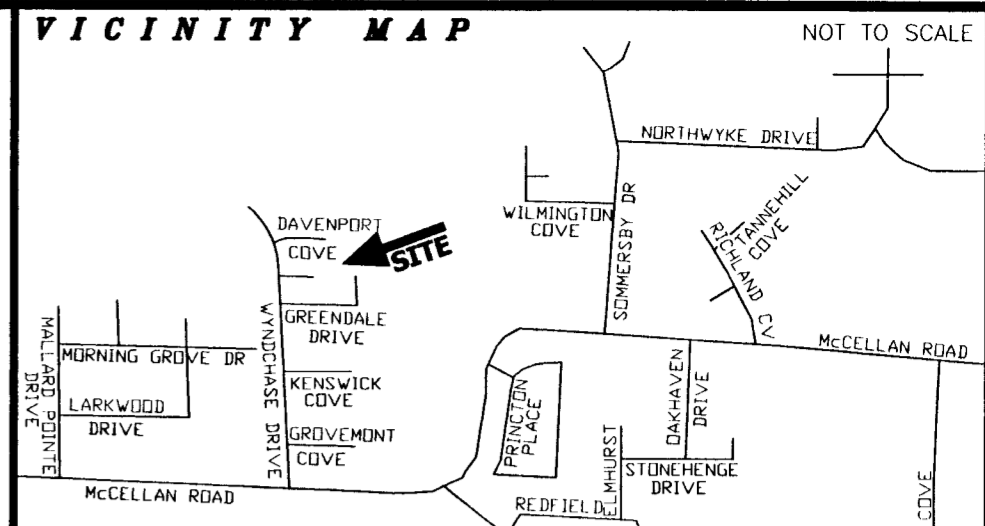 VICINITY MAP
NOT TO SCALE
NORTHWYKE DRIVE
TANNEHILL
COVE
RICHLAND CV
WILMINGTON
COVE
SOMMERSBY DR
DAVENPORT
COVE
SITE
GREENDALE
DRIVE
WYNDCHASE DRIVE
MALLARD POINTE
DRIVE
MORNING GROVE DR
LARKWOOD
DRIVE
KENSWICK
COVE
GROVEMONT
COVE
McCELLAN ROAD
McCELLAN ROAD
PRINCTON
PLACE
OAKHAVEN
DRIVE
ELMHURST
STONEHENGE
DRIVE
REDFIELD
COVE